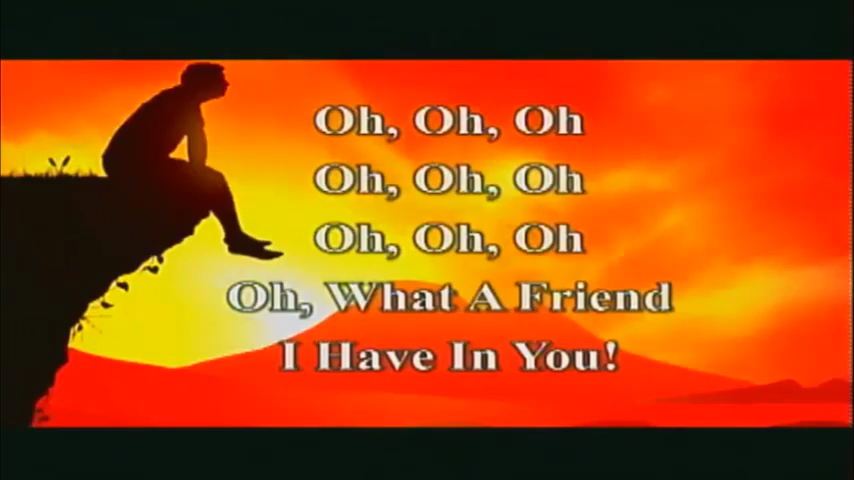 Oh, Oh, Oh
Oh, Oh, Oh
Oh, Oh, Oh
Oh, What A Friend
I Have In You!